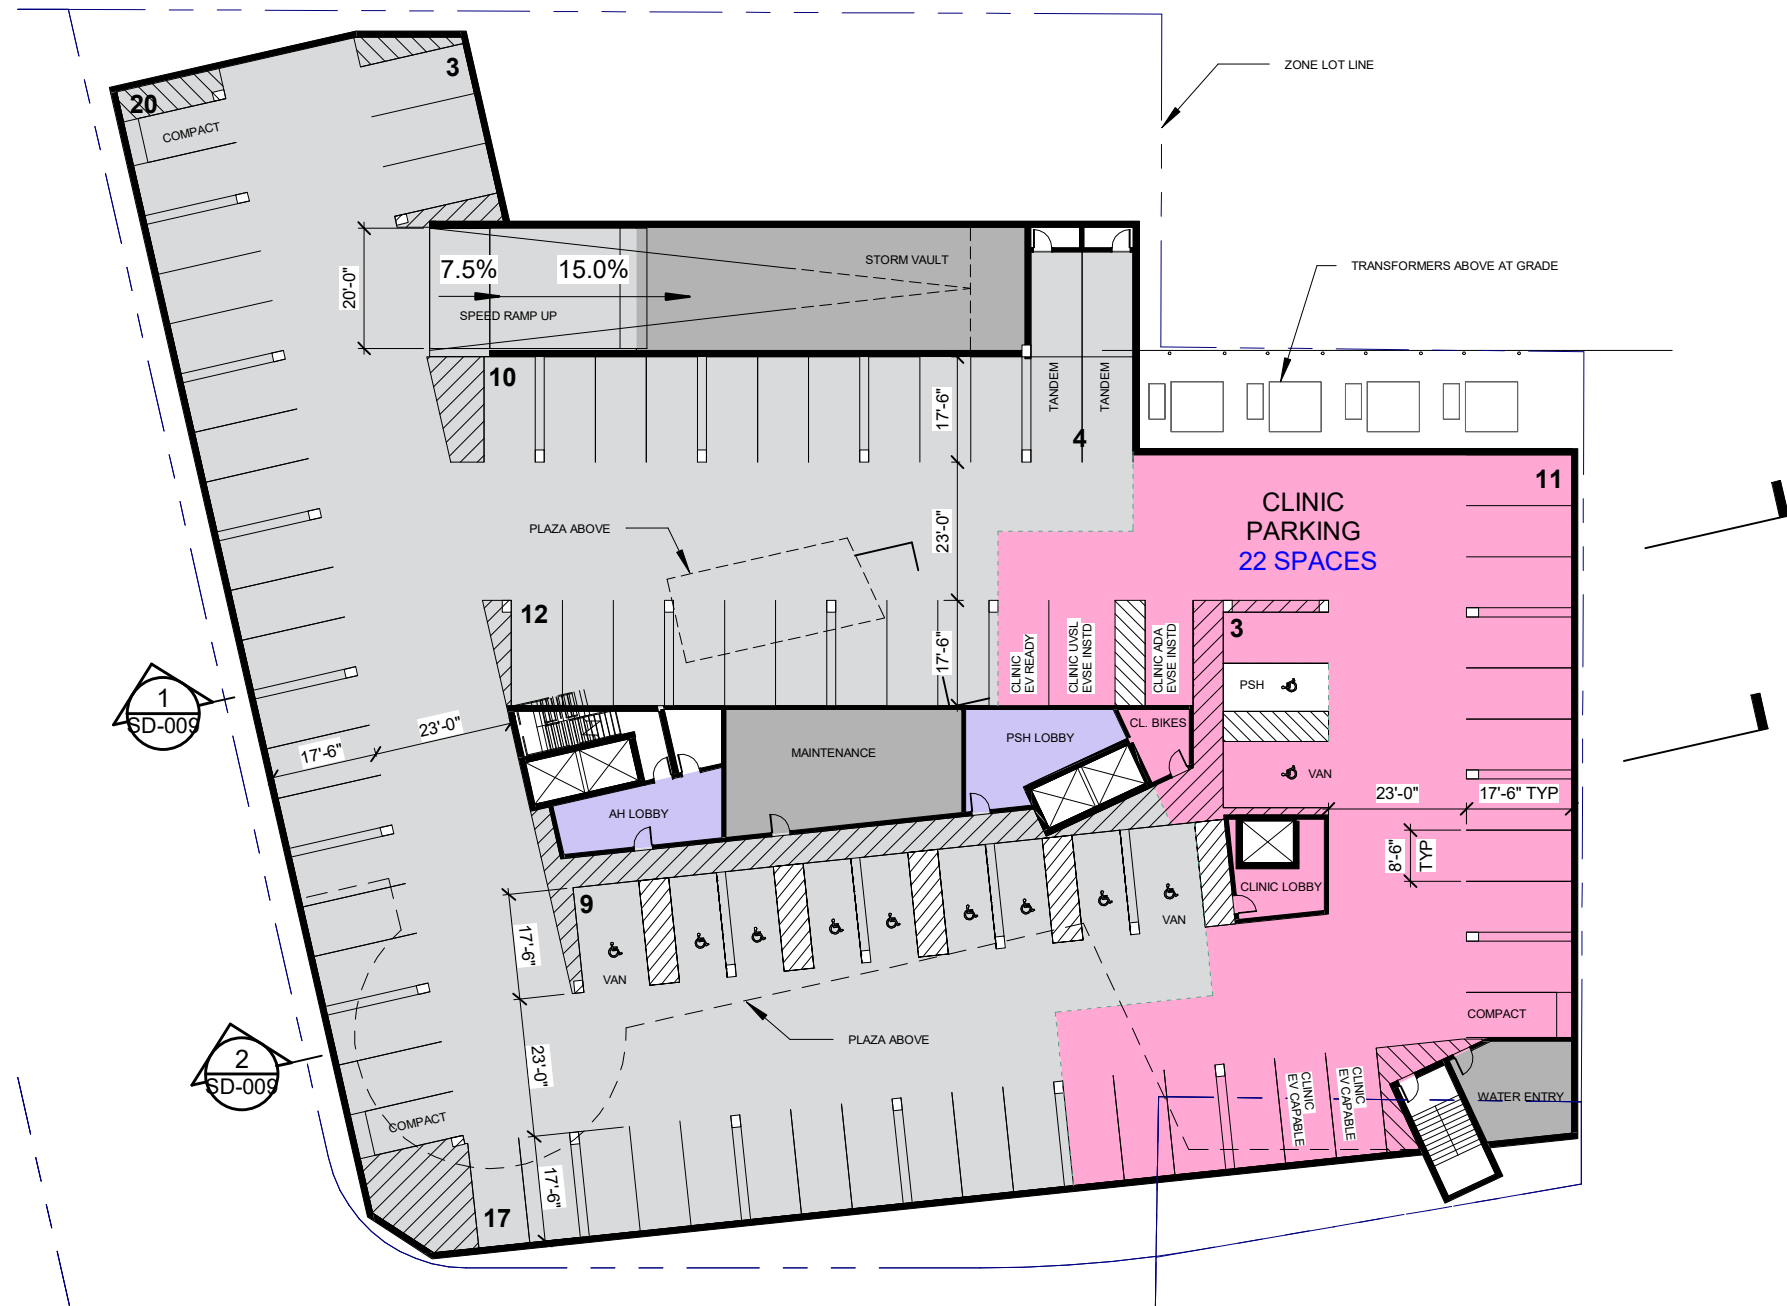 ZONE LOT LINE
3
20
COMPACT
TRANSFORMERS ABOVE AT GRADE
STORM VAULT
7.5%
15.0%
20'-0"
SPEED RAMP UP
10
TANDEM
TANDEM
17'-6"
4
11
CLINIC
PARKING
22 SPACES
PLAZA ABOVE
23'-0"
12
3
17'-6"
CLINIC
EV READY
CLINIC UVSL
EVSE INSTD
CLINIC ADA
EVSE INSTD
PSH
1
SD-009
23'-0"
17'-6"
CL. BIKES
PSH LOBBY
MAINTENANCE
VAN
23'-0"
17'-6" TYP
AH LOBBY
8'-6"
TYP
CLINIC LOBBY
9
17'-6"
VAN
VAN
COMPACT
PLAZA ABOVE
2
SD-009
23'-0"
CLINIC
EV CAPABLE
CLINIC
EV CAPABLE
WATER ENTRY
COMPACT
17'-6"
17